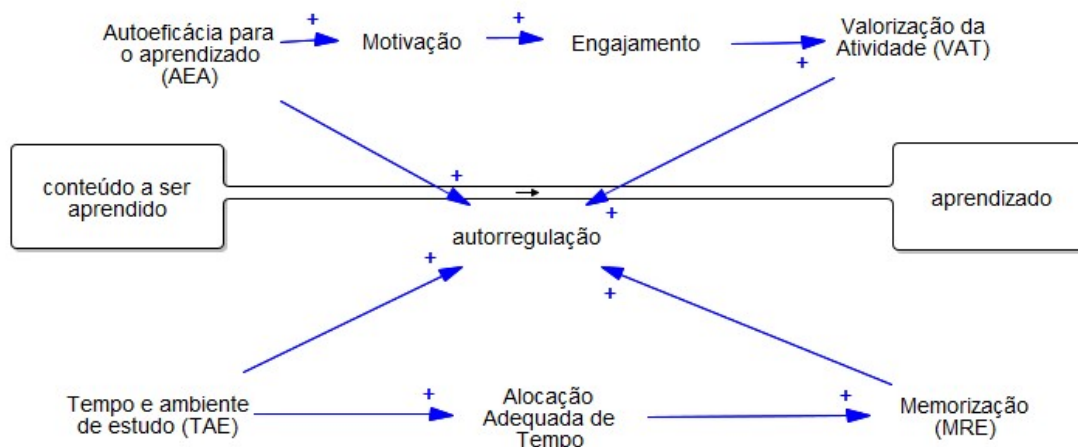 Autoeficácia para
o aprendizado
(AEA)
+
Motivação
+
Engajamento
+
Valorização da
Atividade (VAT)
conteúdo a ser
aprendido
+
aprendizado
+
autorregulação
+
+
Tempo e ambiente
de estudo (TAE)
+
Alocação
Adequada de
Tempo
+
Memorização
(MRE)